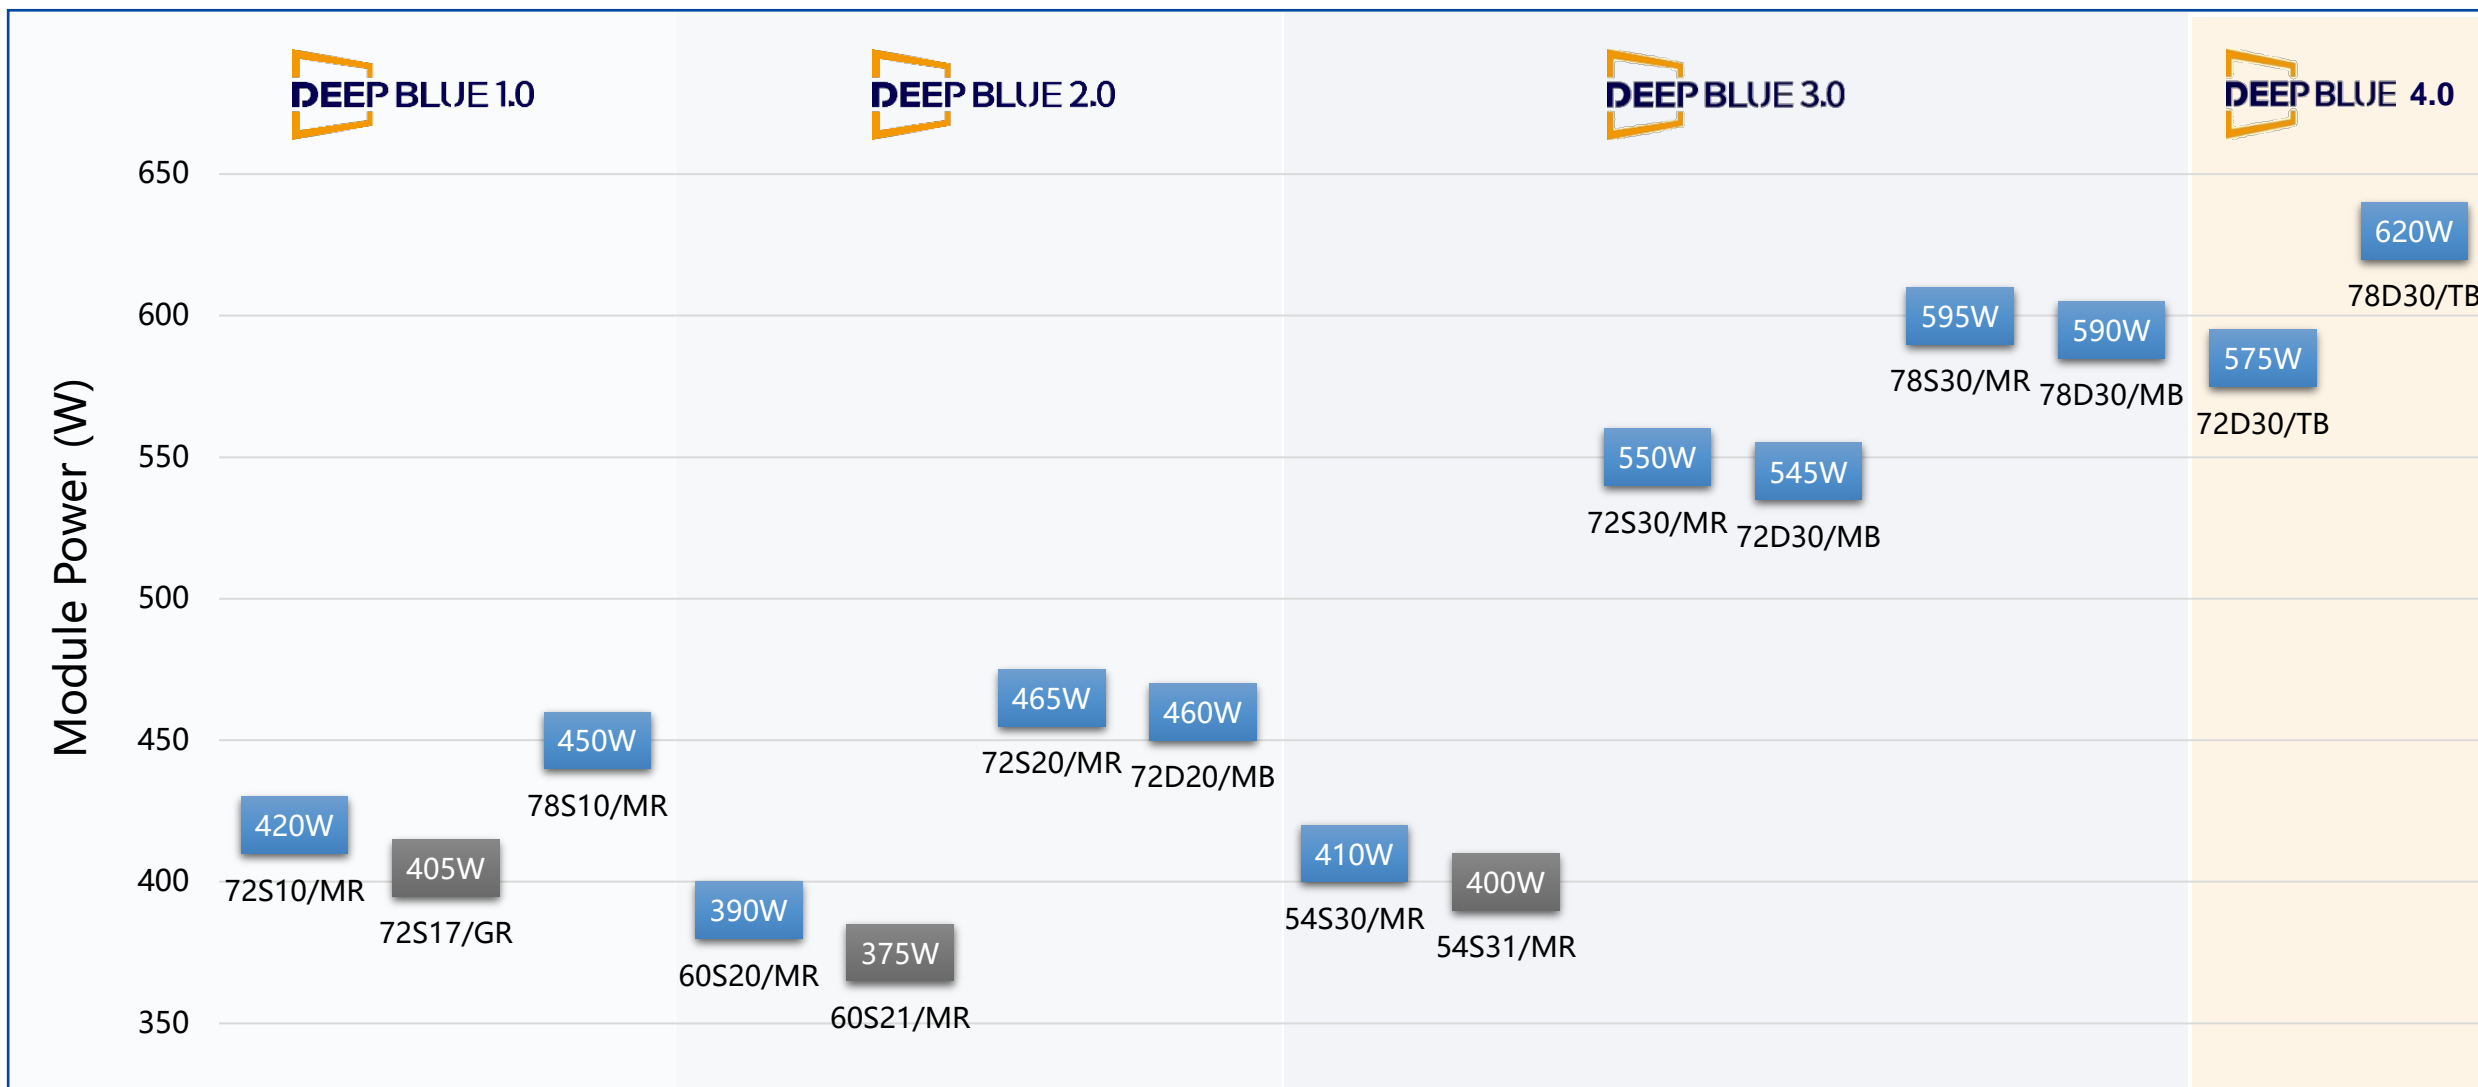 DEEP BLUE 1.0
DEEP BLUE 2.0
DEEP BLUE 3.0
DEEP BLUE 4.0
Module Power (W)
650
600
550
500
450
400
350
420W
72S10/MR
405W
72S17/GR
450W
78S10/MR
390W
60S20/MR
375W
60S21/MR
465W
72S20/MR
460W
72D20/MB
410W
54S30/MR
400W
54S31/MR
550W
72S30/MR
545W
72D30/MB
595W
78S30/MR
590W
78D30/MB
575W
72D30/TB
620W
78D30/TB